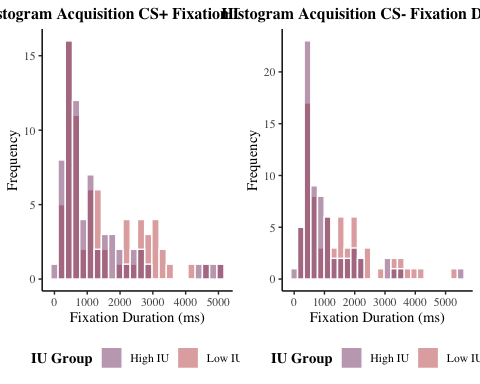 stogram Acquisition CS+ Fixation
Histogram Acquisition CS- Fixation D
15
10
5
0
Frequency
0 1000 2000 3000 4000 5000
Fixation Duration (ms)
IU Group High IU Low IU
20
15
10
5
0
Frequency
0 1000 2000 3000 4000 5000
Fixation Duration (ms)
IU Group High IU Low IU